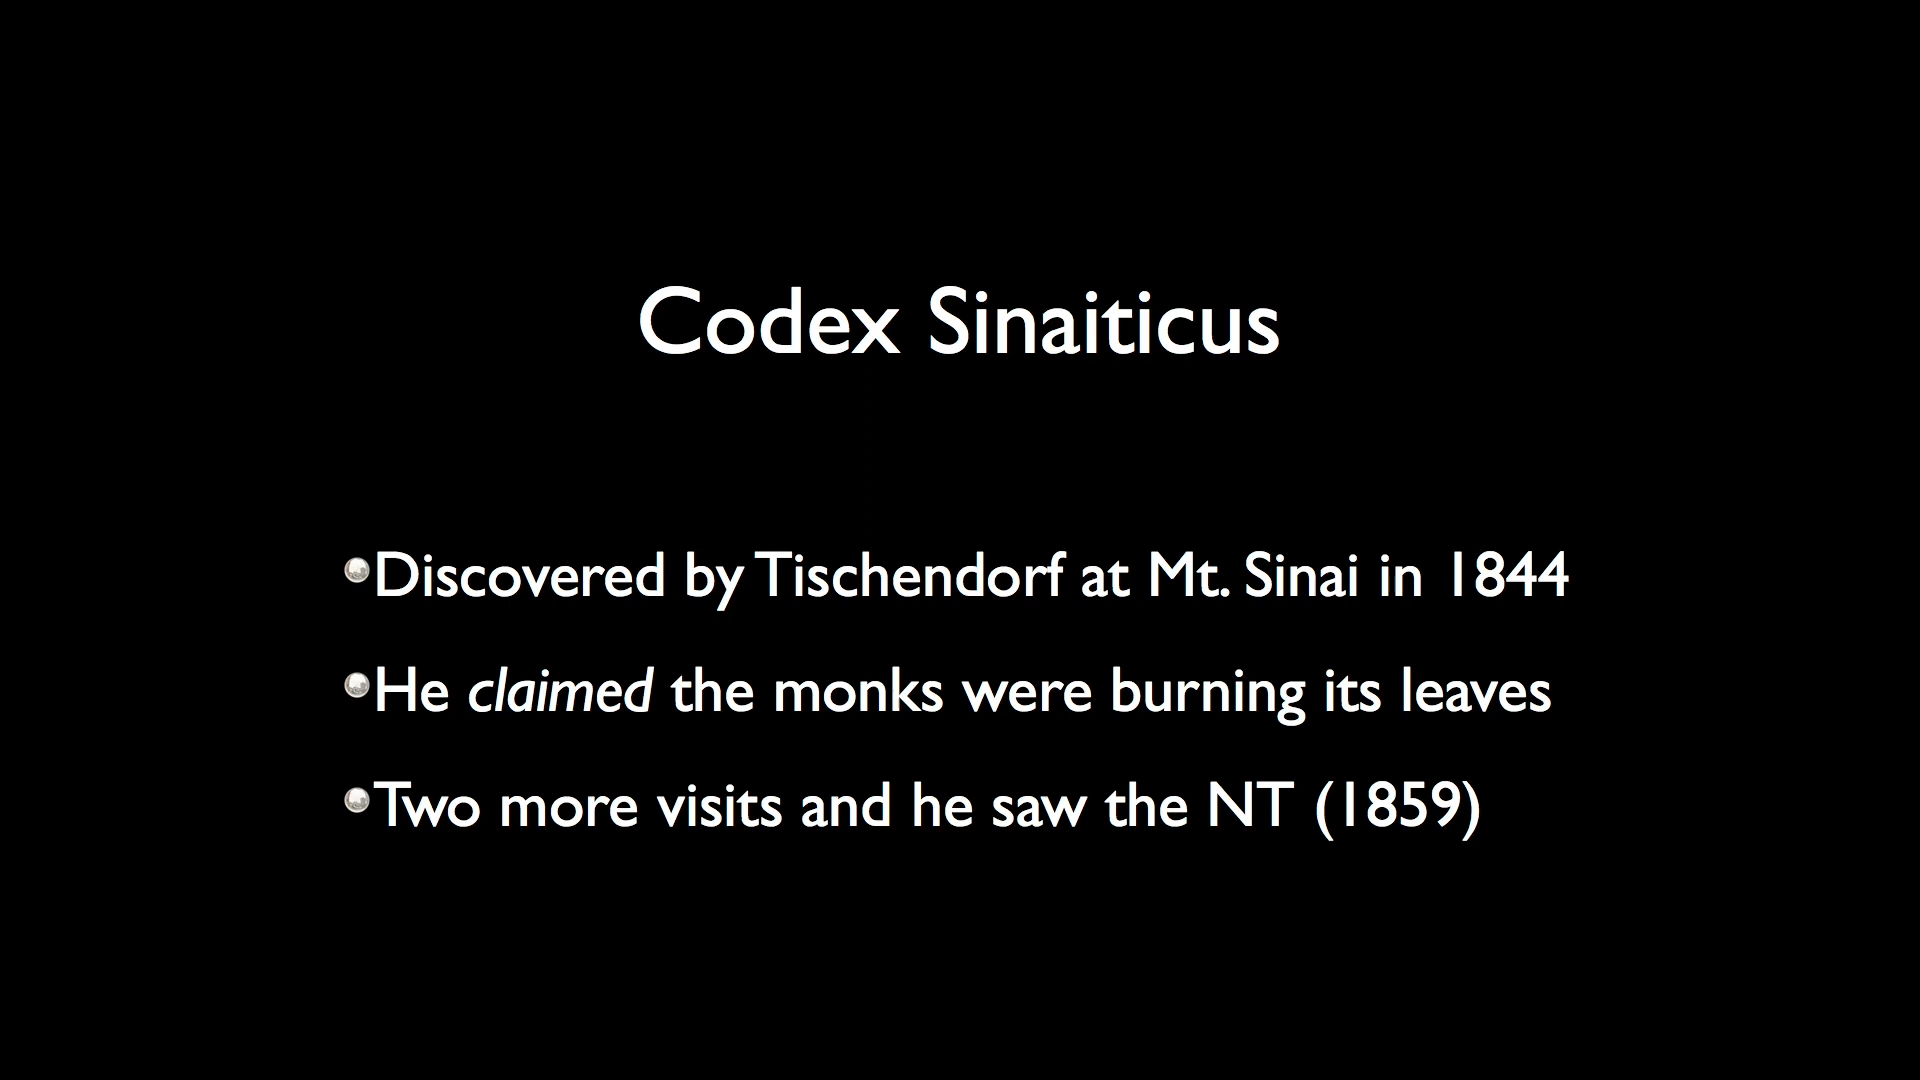 Codex Sinaiticus
Discovered by Tischendorf at Mt. Sinai in 1844
He claimed the monks were burning its leaves
Two more visits and he saw the NT (1859)